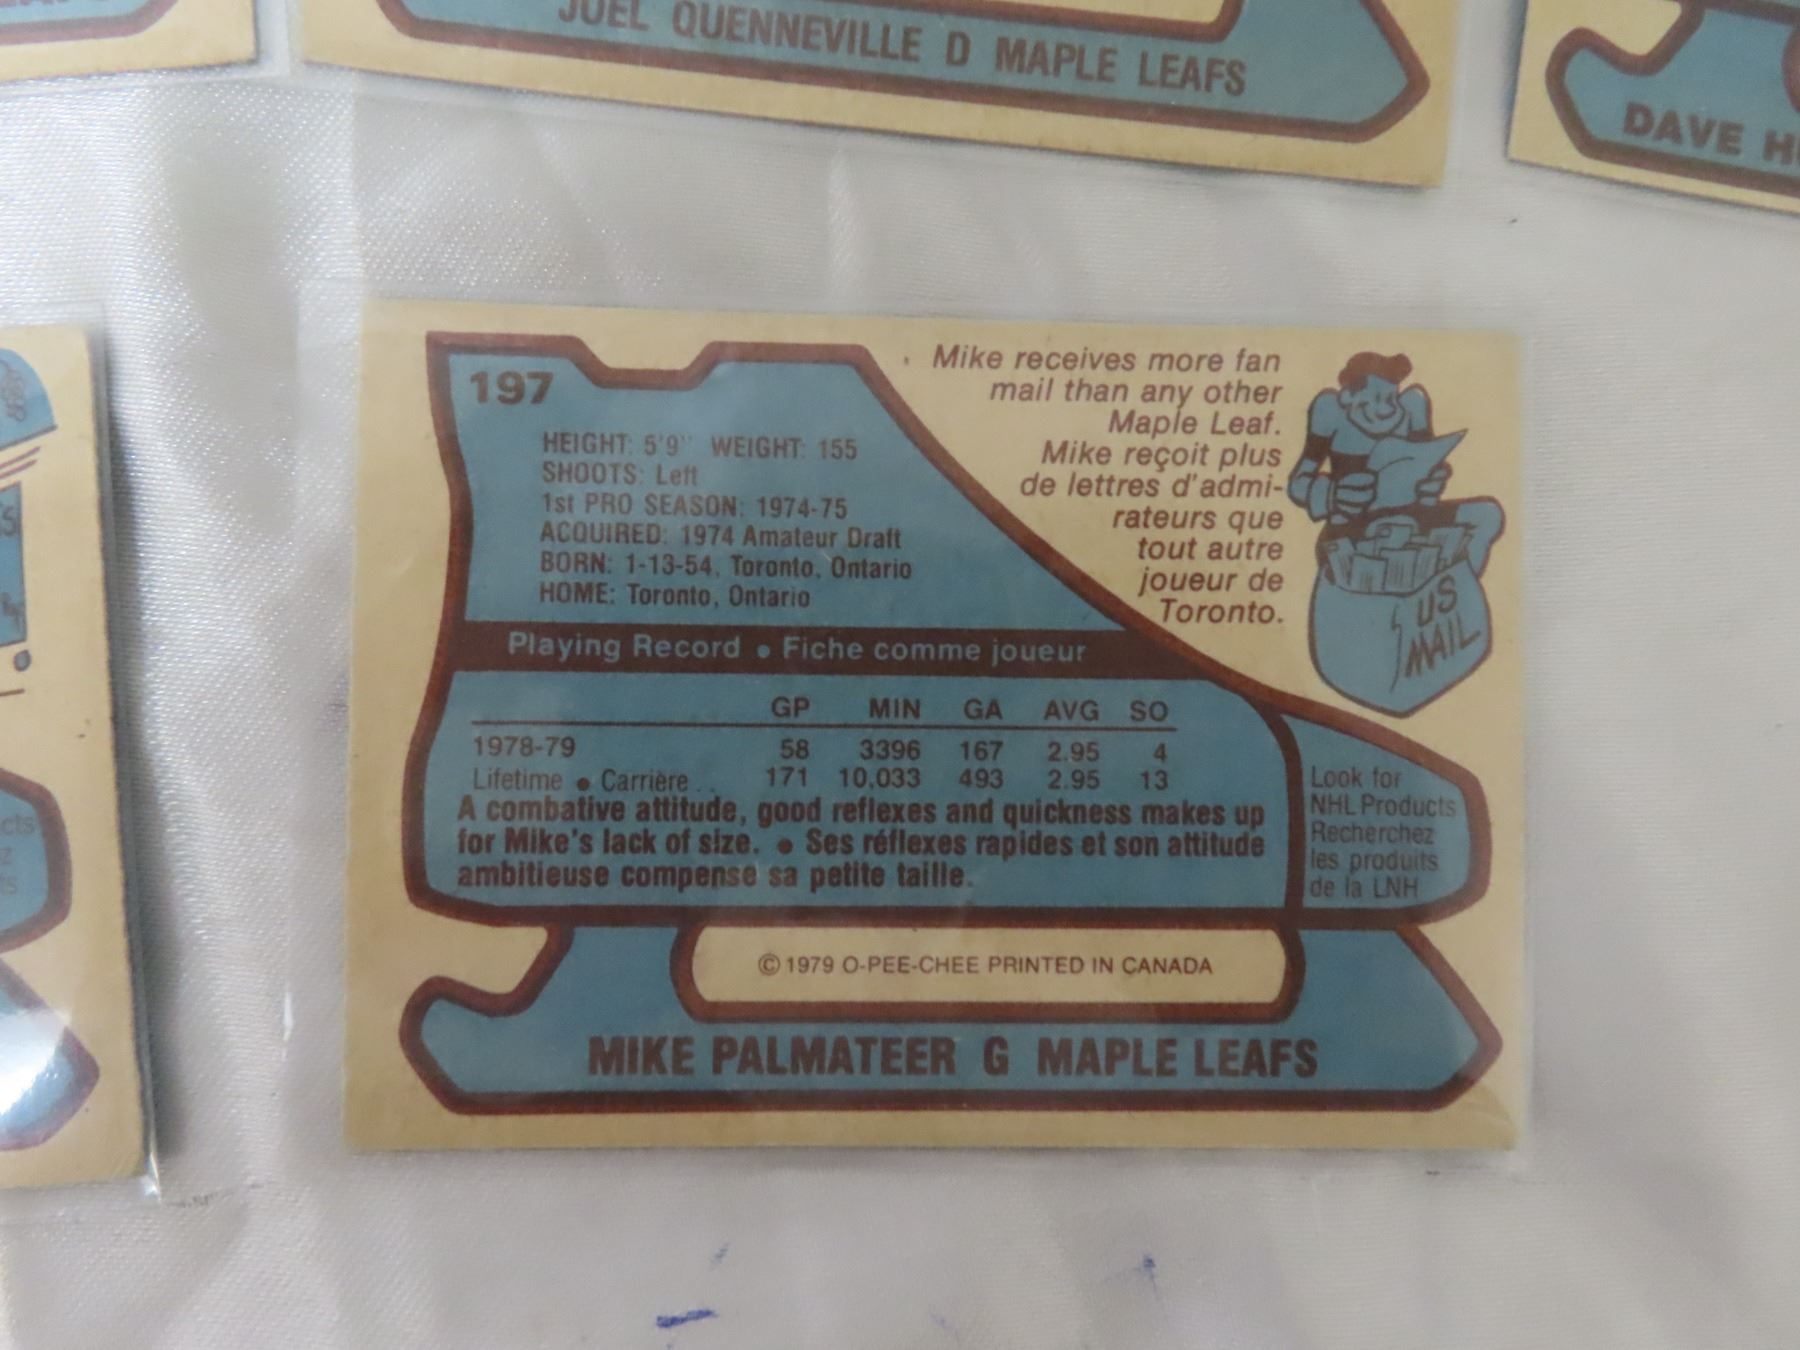 JOEL QUENNEVILLE D MAPLE LEAFS
DAVE
197
HEIGHT: 5'9" WEIGHT: 155
SHOOTS: Left
1st PRO SEASON: 1974-75
ACQUIRED: 1974 Amateur Draft
BORN: 1-13-54, Toronto, Ontario
HOME: Toronto, Ontario
Mike receives more fan
mail than any other
Maple Leaf.
Mike reçoit plus
de lettres d'admi-
rateurs que
tout autre
joueur de
Toronto.
US
MAIL
Playing Record • Fiche comme joueur
GP MIN GA AVG SO
1978-79 58 3396 167 2.95 4
Lifetime • Carrière . . 171 10,033 493 2.95 13
A combative attitude, good reflexes and quickness makes up
for Mike's lack of size. • Ses réflexes rapides et son attitude
ambitieuse compense sa petite taille.
Look for
NHL Products
Recherchez
les produits
de la LNH
© 1979 O-PEE-CHEE PRINTED IN CANADA
MIKE PALMATEER G MAPLE LEAFS